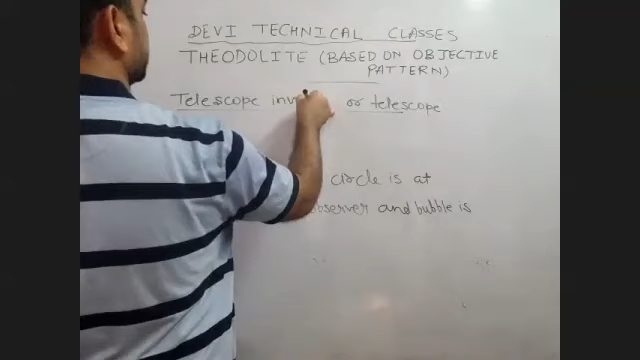 DEVI TECHNICAL CLASSES
THEODOLITE (BASED ON OBJECTIVE
PATTERN)
Telescope or telescope
circle is at
observer and bubble is